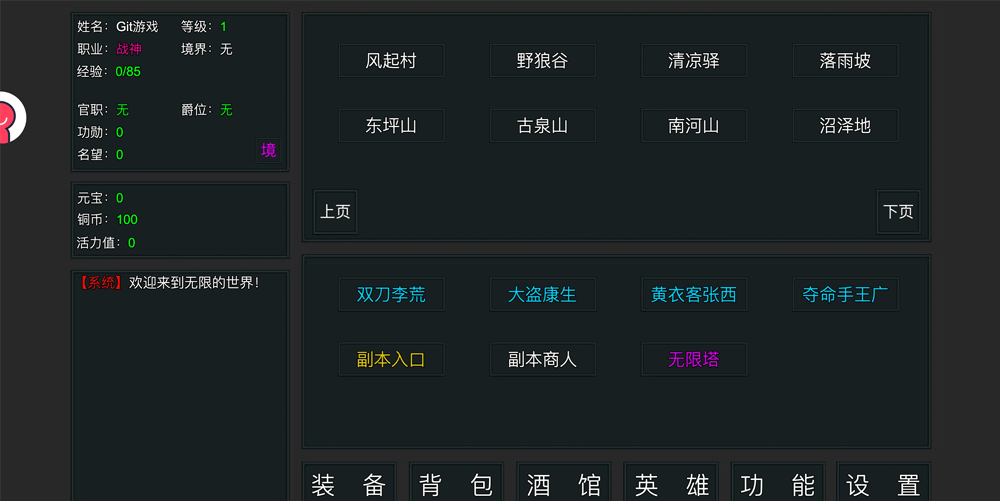 姓名：Git游戏 等级：1
职业：战神 境界：无
经验：0/85
官职：无 爵位：无
功勋：0
名望：0
境
元宝：0
铜币：100
活力值：0
【系统】欢迎来到无限的世界！
风起村 野狼谷 清凉驿 落雨坡
东坪山 古泉山 南河山 沼泽地
上页 下页
双刀李荒 大盗康生 黄衣客张西 夺命手王广
副本入口 副本商人 无限塔
装备 背包 酒馆 英雄 功能 设置